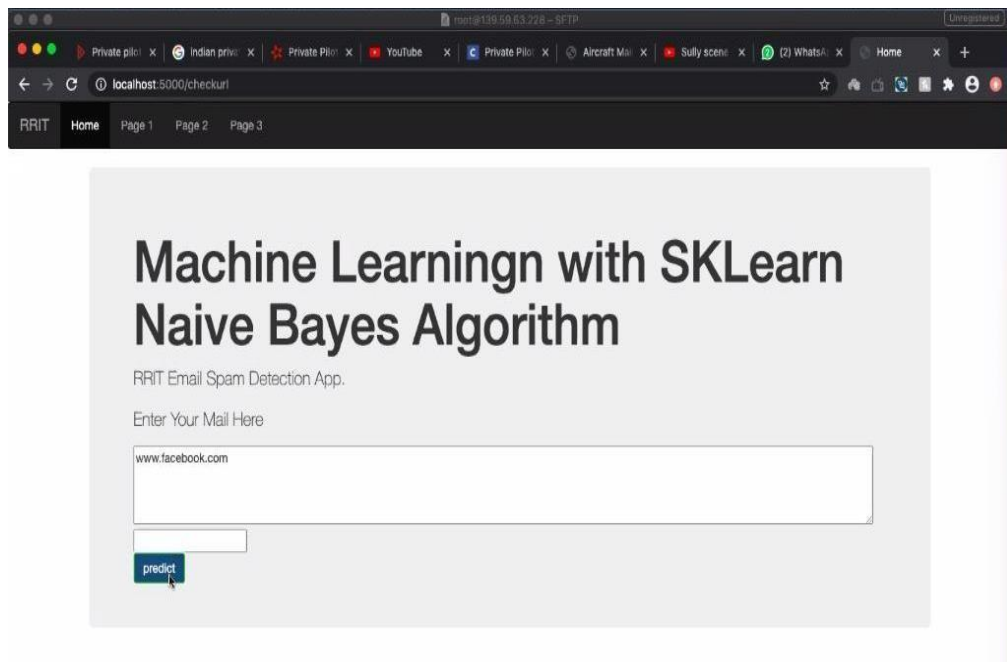 root@139.59.63.228 – SFTP
Unregistered
Private pilot
indian priva
Private Pilot
YouTube
Private Pilot
Aircraft Mai
Sully scene
(2) WhatsA
Home
localhost:5000/checkurl
RRIT Home Page 1 Page 2 Page 3
Machine Learningn with SKLearn
Naive Bayes Algorithm
RRIT Email Spam Detection App.
Enter Your Mail Here
www.facebook.com
predict